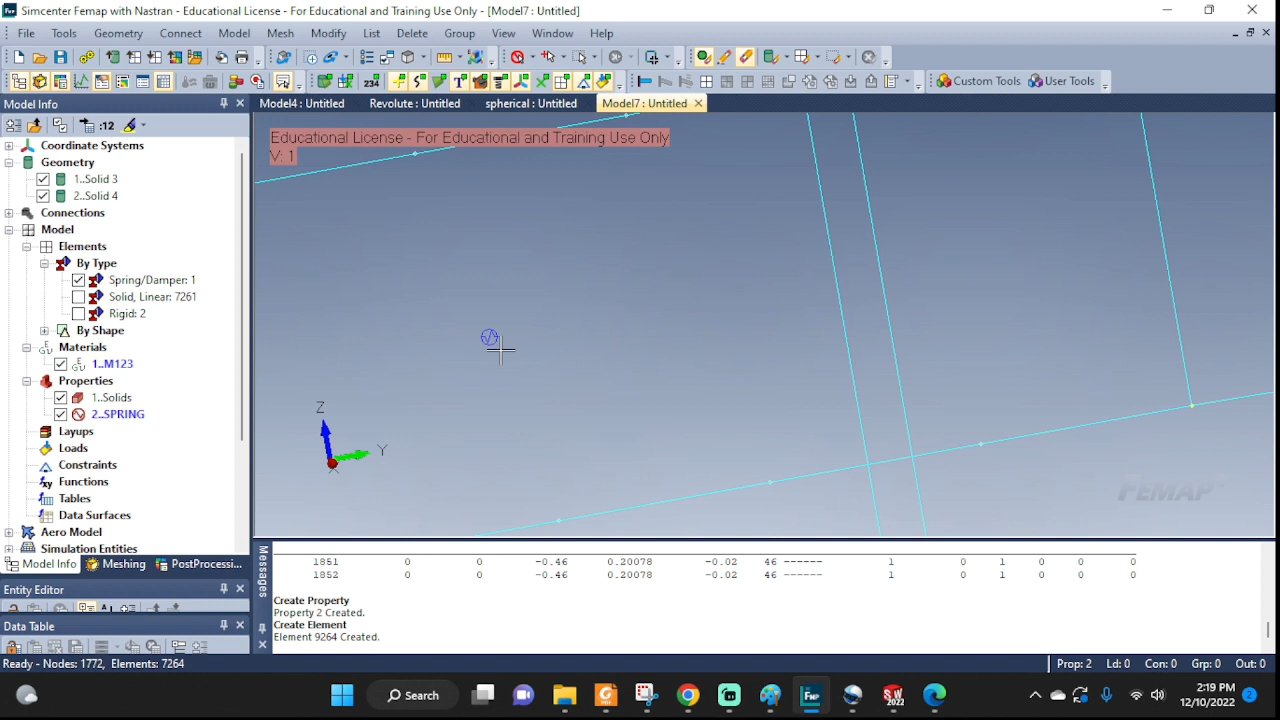 Simcenter Femap with Nastran - Educational License - For Educational and Training Use Only - [Model7 : Untitled]
File Tools Geometry Connect Model Mesh Modify List Delete Group View Window Help
234
Custom Tools User Tools
Model Info
Model4 : Untitled Revolute : Untitled spherical : Untitled Model7 : Untitled
:12
Educational License - For Educational and Training Use Only
V: 1
Coordinate Systems
Geometry
1..Solid 3
2..Solid 4
Connections
Model
Elements
By Type
Spring/Damper: 1
Solid, Linear: 7261
Rigid: 2
By Shape
Materials
1..M123
Properties
1..Solids
2..SPRING
Layups
Loads
Constraints
Functions
Tables
Data Surfaces
Aero Model
Simulation Entities
Model Info Meshing PostProcessi...
Entity Editor
Data Table
Z
Y
X
FEMAP
Messages
1851 0 0 -0.46 0.20078 -0.02 46 ------ 1 0 1 0 0 0
1852 0 0 -0.46 0.20078 -0.02 46 ------ 1 0 1 0 0 0
Create Property
Property 2 Created.
Create Element
Element 9264 Created.
Ready - Nodes: 1772, Elements: 7264 Prop: 2 Ld: 0 Con: 0 Grp: 0 Out: 0
Search
2:19 PM
12/10/2022
2